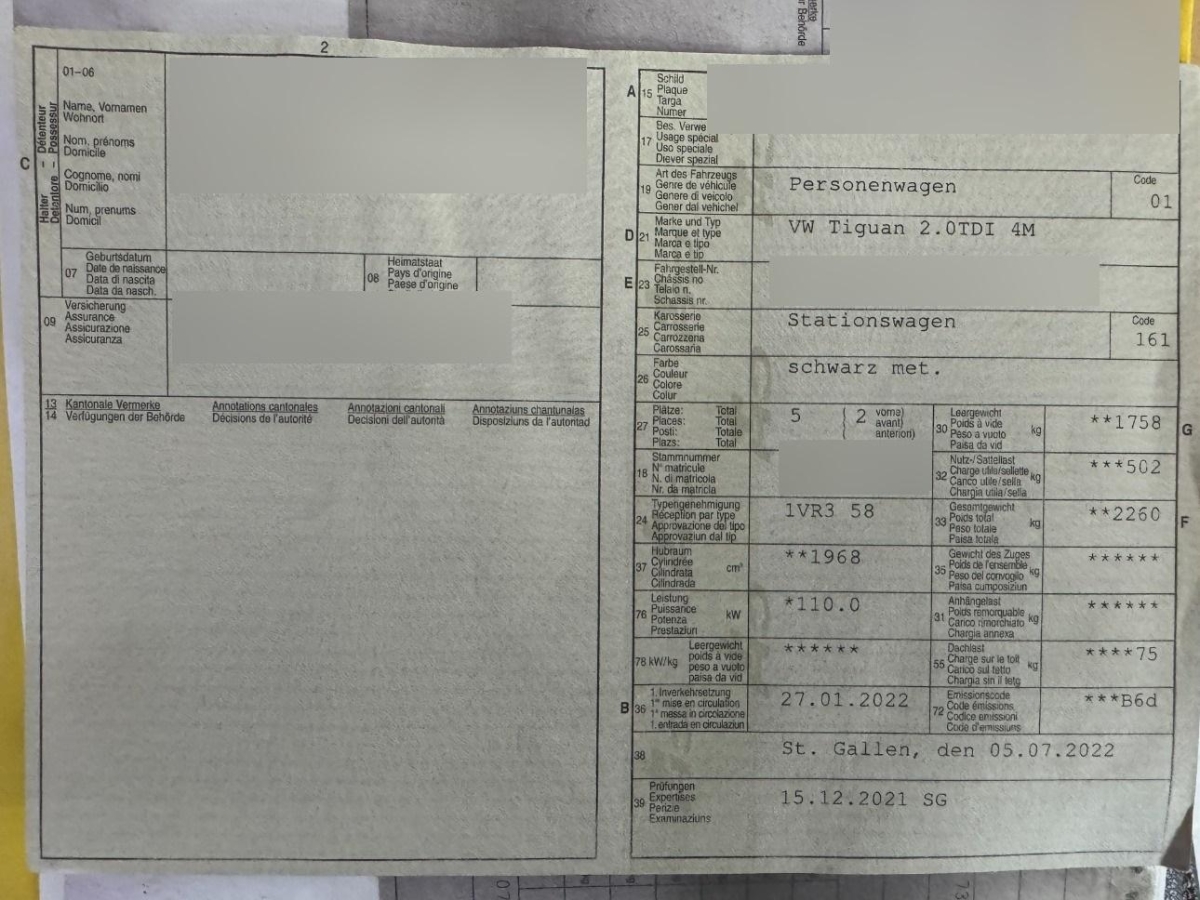 2
Halter – Détenteur
Detentore – Possessur
C
01–06
Name, Vornamen
Wohnort
Nom, prénoms
Domicile
Cognome, nomi
Domicilio
Num, prenums
Domicil
07
Geburtsdatum
Date de naissance
Data di nascita
Data da nasch.
08
Heimatstaat
Pays d'origine
Paese d'origine
09
Versicherung
Assurance
Assicurazione
Assicuranza
13 Kantonale Vermerke
14 Verfügungen der Behörde
Annotations cantonales
Décisions de l'autorité
Annotazioni cantonali
Decisioni dell'autorità
Annotaziuns chantunalas
Disposiziuns da l'autoritad
A 15
Schild
Plaque
Targa
Numer
17
Bes. Verwe
Usage spécial
Uso speciale
Diever spezial
19
Art des Fahrzeugs
Genre de véhicule
Genere di veicolo
Gener dal vehichel
Personenwagen
Code
01
D 21
Marke und Typ
Marque et type
Marca e tipo
Marca e tip
VW Tiguan 2.0TDI 4M
E 23
Fahrgestell-Nr.
Châssis no
Telaio n.
Schassis nr.
25
Karosserie
Carrosserie
Carrozzeria
Carossaria
Stationswagen
Code
161
26
Farbe
Couleur
Colore
Colur
schwarz met.
27
Plätze: Total
Places: Total
Posti: Totale
Plazs: Total
5 ( 2 vorne)
( avant)
( anteriori)
30
Leergewicht
Poids à vide
Peso a vuoto
Paisa da vid
kg
**1758
G
18
Stammnummer
N° matricule
N. di matricola
Nr. da matricla
32
Nutz-/Sattellast
Charge utile/sellette
Carico utile/sella
Chargia utila/sella
kg
***502
24
Typengenehmigung
Réception par type
Approvazione del tipo
Approvaziun dal tip
1VR3 58
33
Gesamtgewicht
Poids total
Peso totale
Paisa totala
kg
**2260
F
37
Hubraum
Cylindrée
Cilindrata
Cilindrada
cm³
**1968
35
Gewicht des Zuges
Poids de l'ensemble
Peso del convoglio
Paisa cumposiziun
kg
******
76
Leistung
Puissance
Potenza
Prestaziun
kW
*110.0
31
Anhängelast
Poids remorquable
Carico rimorchiato
Chargia annexa
kg
******
78 kW/kg
Leergewicht
poids à vide
peso a vuoto
paisa da vid
******
55
Dachlast
Charge sur le toit
Carico sul tetto
Chargia sin il tetg
kg
****75
B 36
1. Inverkehrsetzung
1re mise en circulation
1a messa in circolazione
1. entrada en circulaziun
27.01.2022
72
Emissionscode
Code émissions
Codice emissioni
Code d'emissiuns
***B6d
38
St. Gallen, den 05.07.2022
39
Prüfungen
Expertises
Perizie
Examinaziuns
15.12.2021 SG